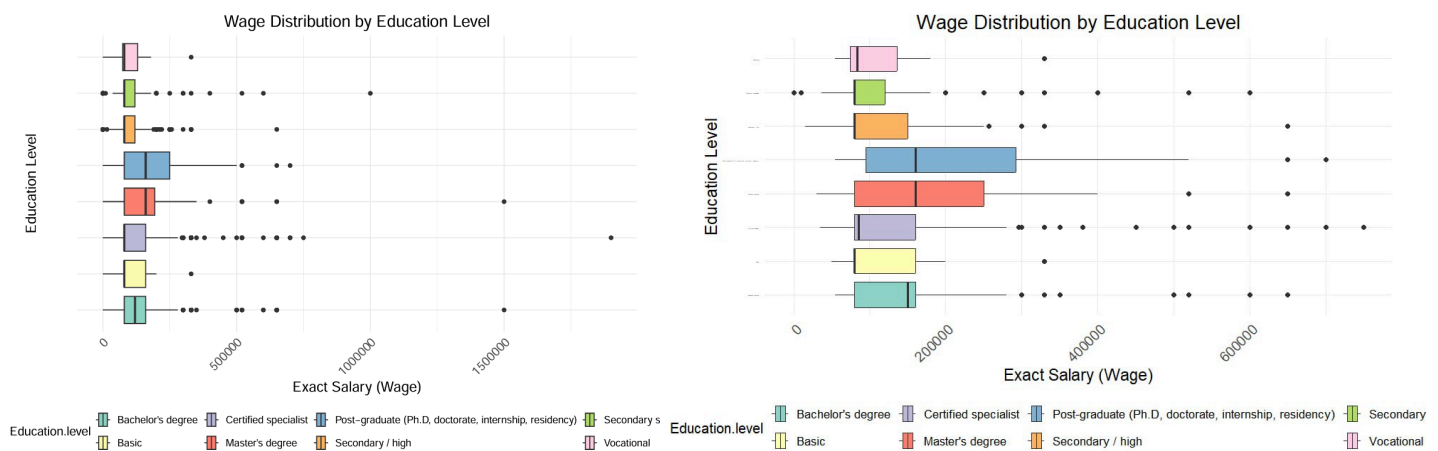 Wage Distribution by Education Level
Education Level
0
500000
1000000
1500000
Exact Salary (Wage)
Education.level
Bachelor's degree
Certified specialist
Post-graduate (Ph.D, doctorate, internship, residency)
Secondary s
Basic
Master's degree
Secondary / high
Vocational
Wage Distribution by Education Level
Education Level
0
200000
400000
600000
Exact Salary (Wage)
Education.level
Bachelor's degree
Certified specialist
Post-graduate (Ph.D, doctorate, internship, residency)
Secondary
Basic
Master's degree
Secondary / high
Vocational